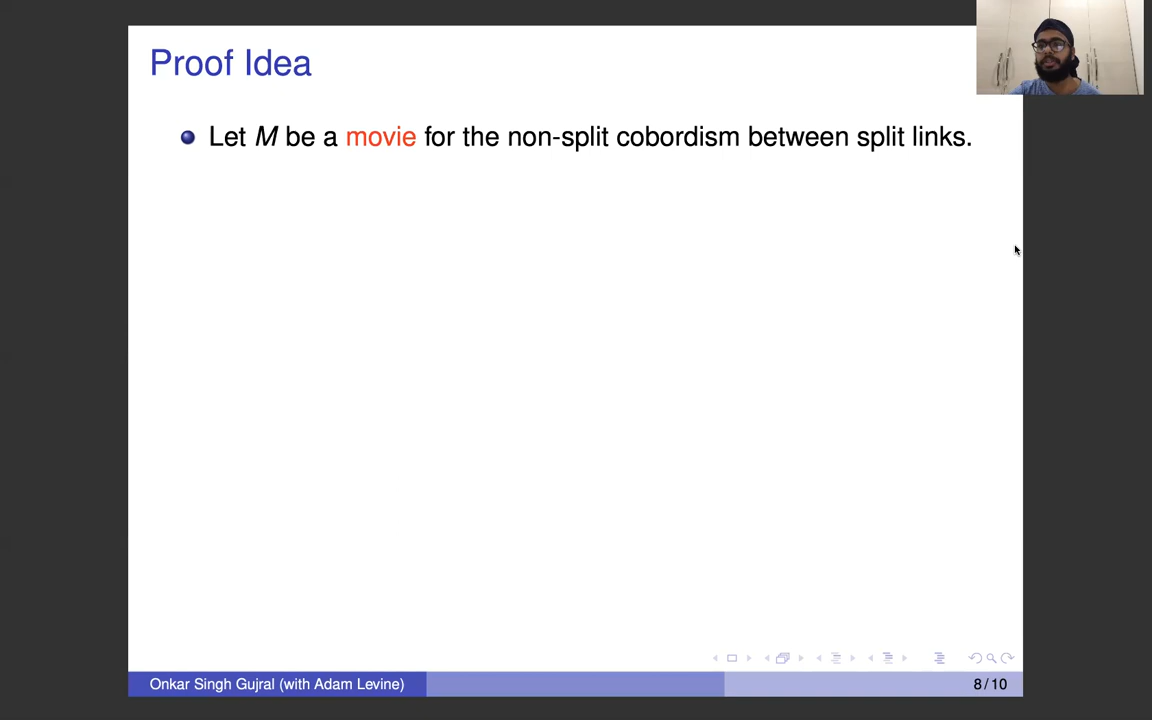 Proof Idea
Let M be a movie for the non-split cobordism between split links.
Onkar Singh Gujral (with Adam Levine)
8 / 10